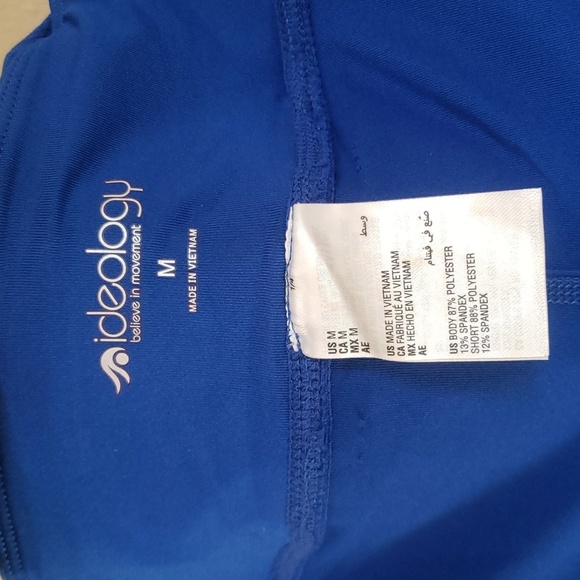 ideology
believe in movement
M
MADE IN VIETNAM
US M
CA M
MX M
AE وسط
US MADE IN VIETNAM
CA FABRIQUÉ AU VIETNAM
MX HECHO EN VIETNAM
AE صنع في فيتنام
US BODY 87% POLYESTER
13% SPANDEX
SHORT 88% POLYESTER
12% SPANDEX